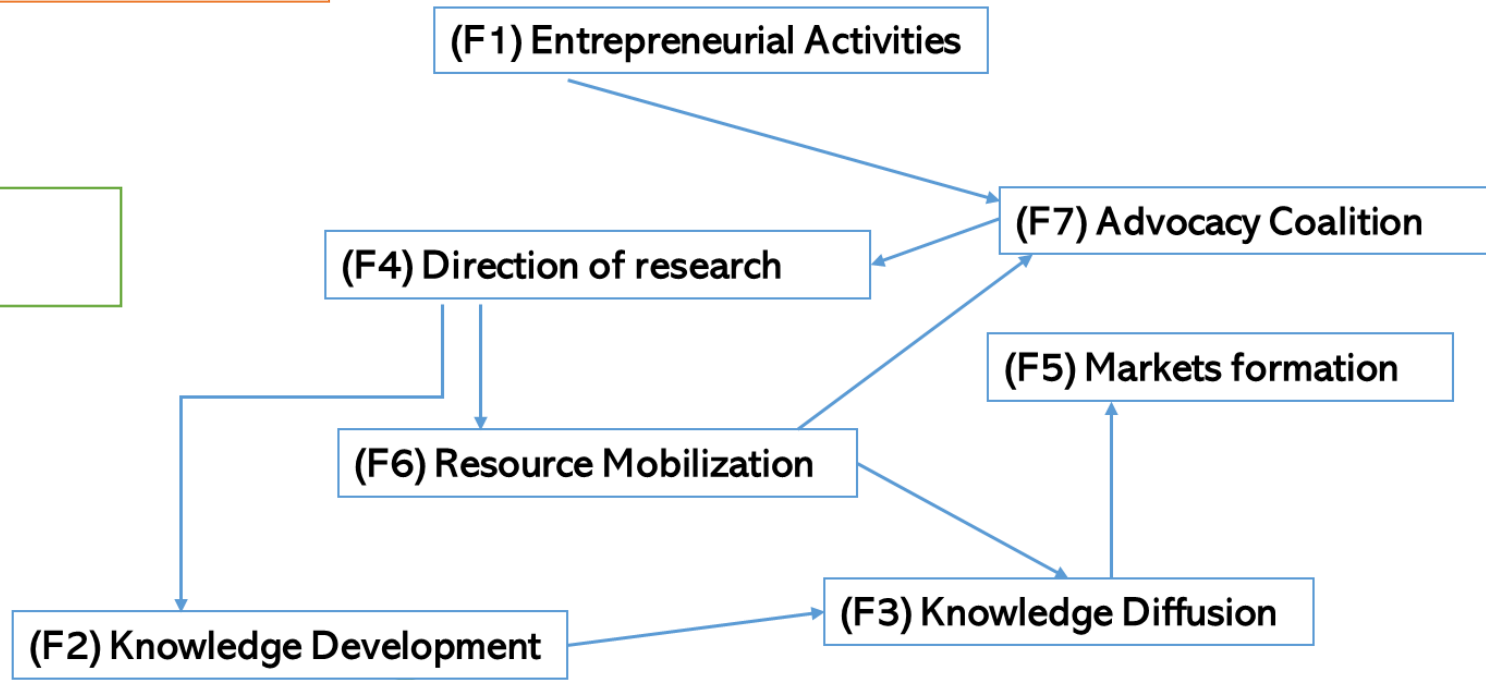 (F1) Entrepreneurial Activities
(F7) Advocacy Coalition
(F4) Direction of research
(F5) Markets formation
(F6) Resource Mobilization
(F3) Knowledge Diffusion
(F2) Knowledge Development